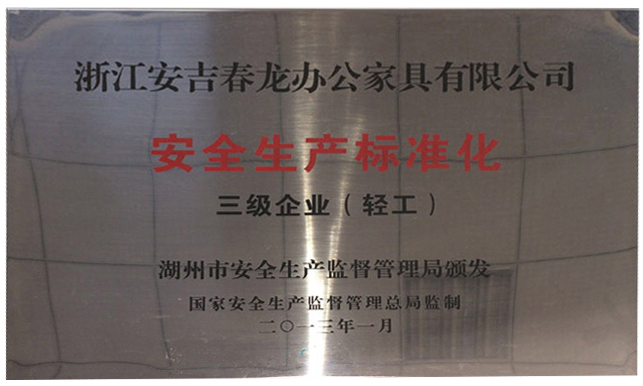 浙江安吉春龙办公家具有限公司
安全生产标准化
三级企业（轻工）
湖州市安全生产监督管理局颁发
国家安全生产监督管理总局监制
二〇一三年一月